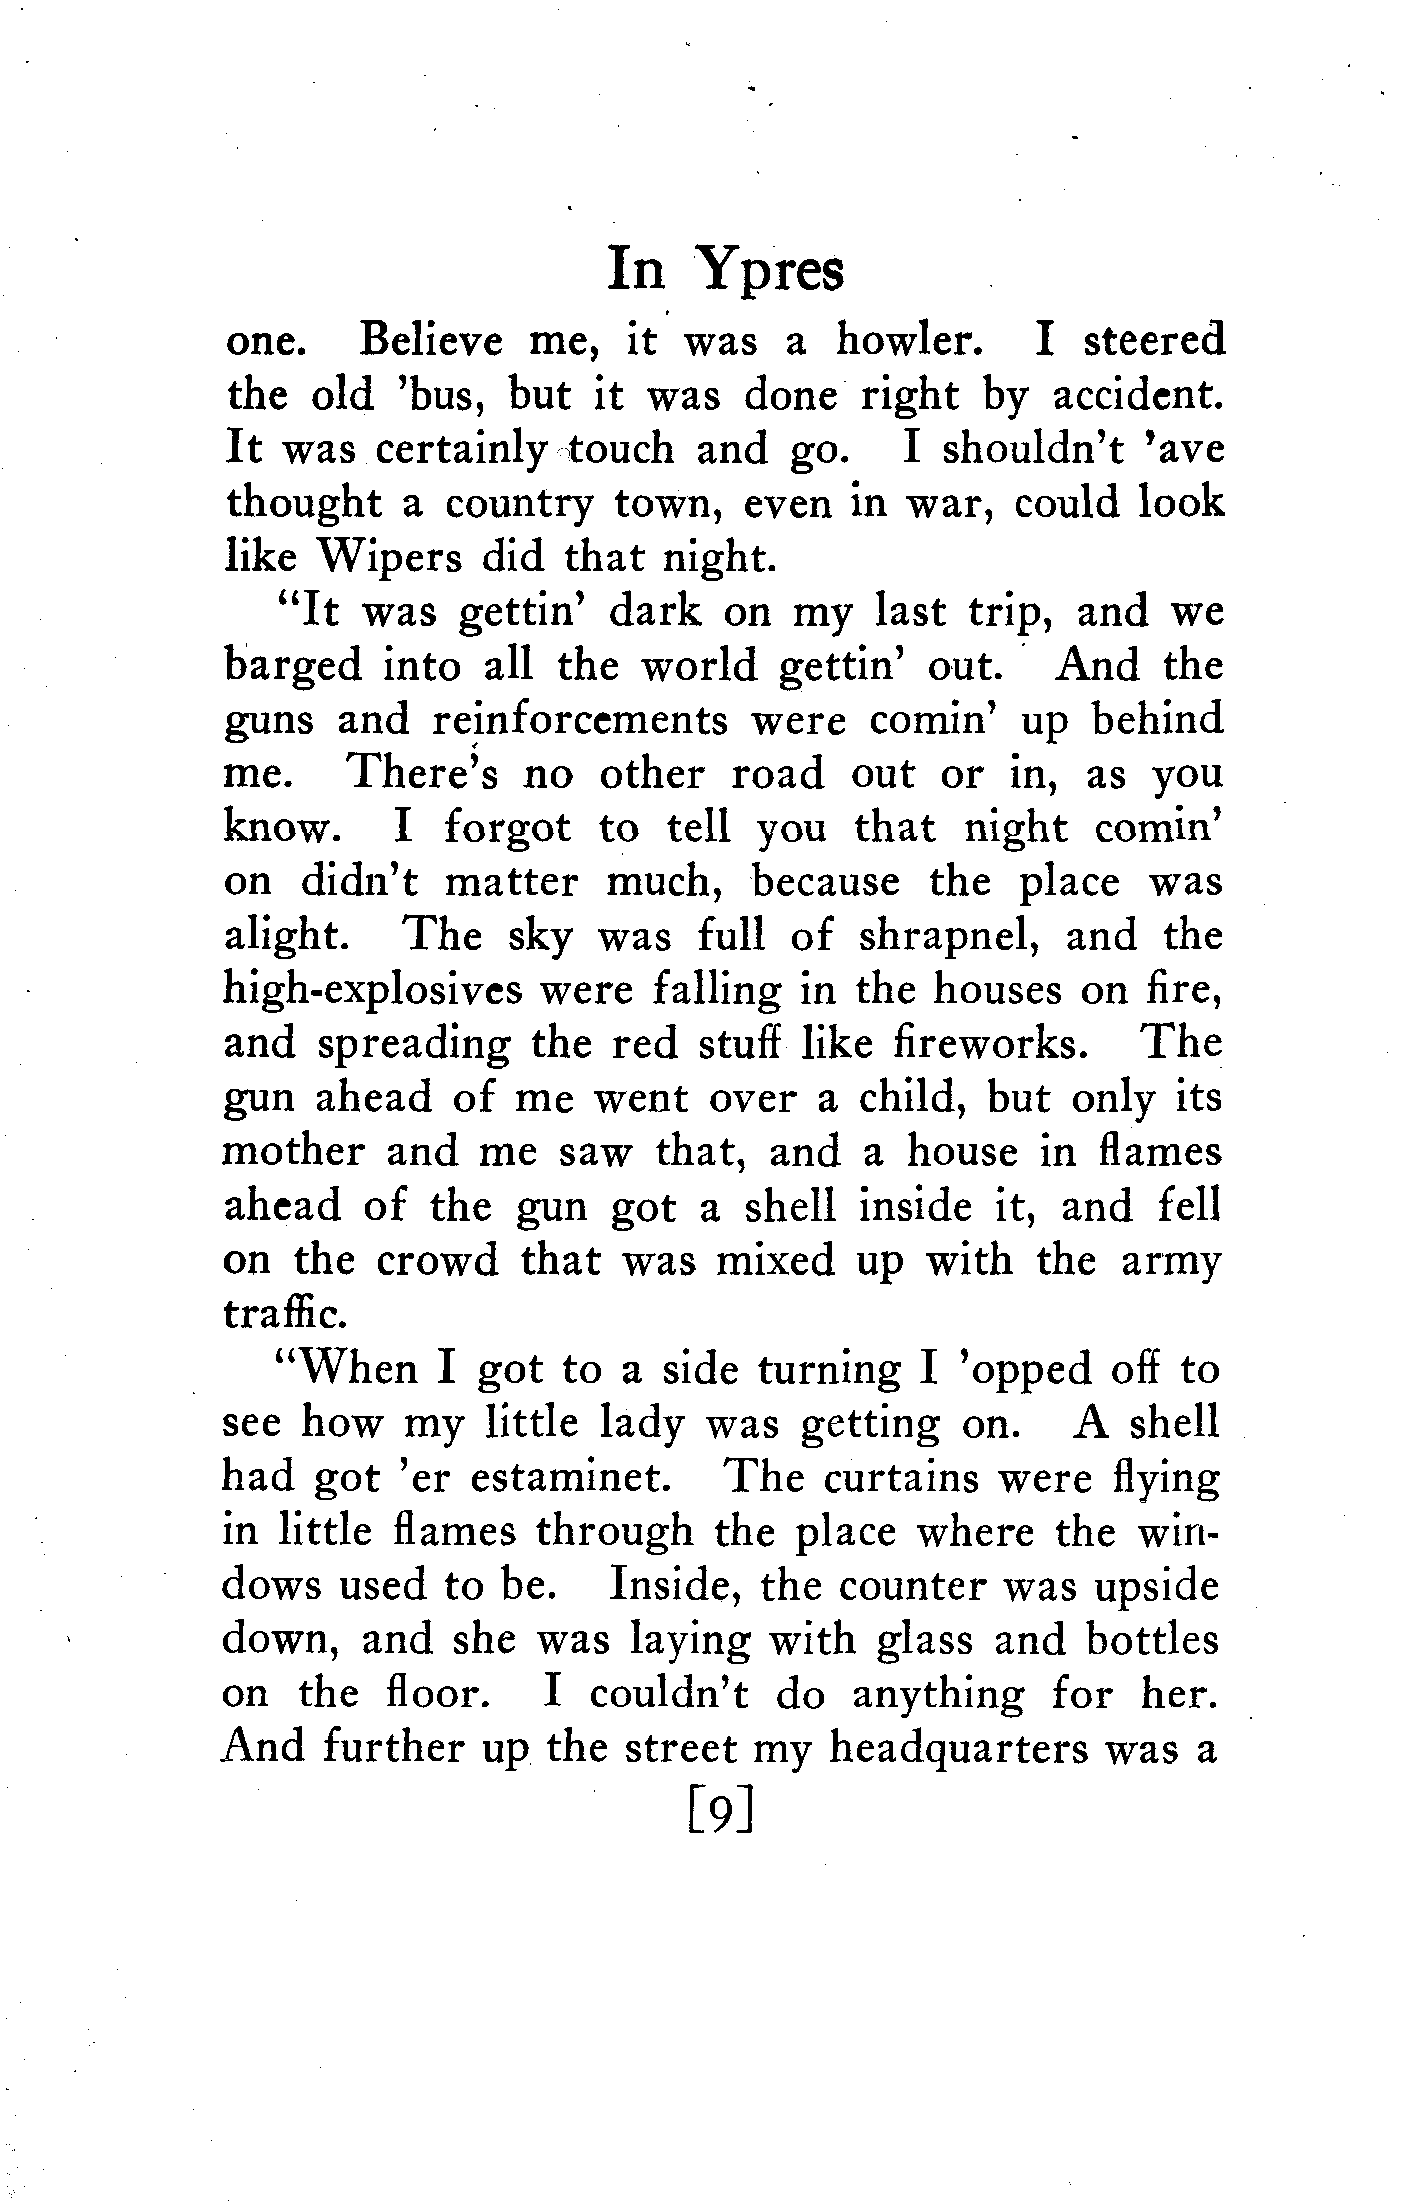 In Ypres
one. Believe me, it was a howler. I steered
the old 'bus, but it was done right by accident.
It was certainly touch and go. I shouldn't 'ave
thought a country town, even in war, could look
like Wipers did that night.
"It was gettin' dark on my last trip, and we
barged into all the world gettin' out. And the
guns and reinforcements were comin' up behind
me. There's no other road out or in, as you
know. I forgot to tell you that night comin'
on didn't matter much, because the place was
alight. The sky was full of shrapnel, and the
high-explosives were falling in the houses on fire,
and spreading the red stuff like fireworks. The
gun ahead of me went over a child, but only its
mother and me saw that, and a house in flames
ahead of the gun got a shell inside it, and fell
on the crowd that was mixed up with the army
traffic.
"When I got to a side turning I 'opped off to
see how my little lady was getting on. A shell
had got 'er estaminet. The curtains were flying
in little flames through the place where the win-
dows used to be. Inside, the counter was upside
down, and she was laying with glass and bottles
on the floor. I couldn't do anything for her.
And further up the street my headquarters was a
[9]